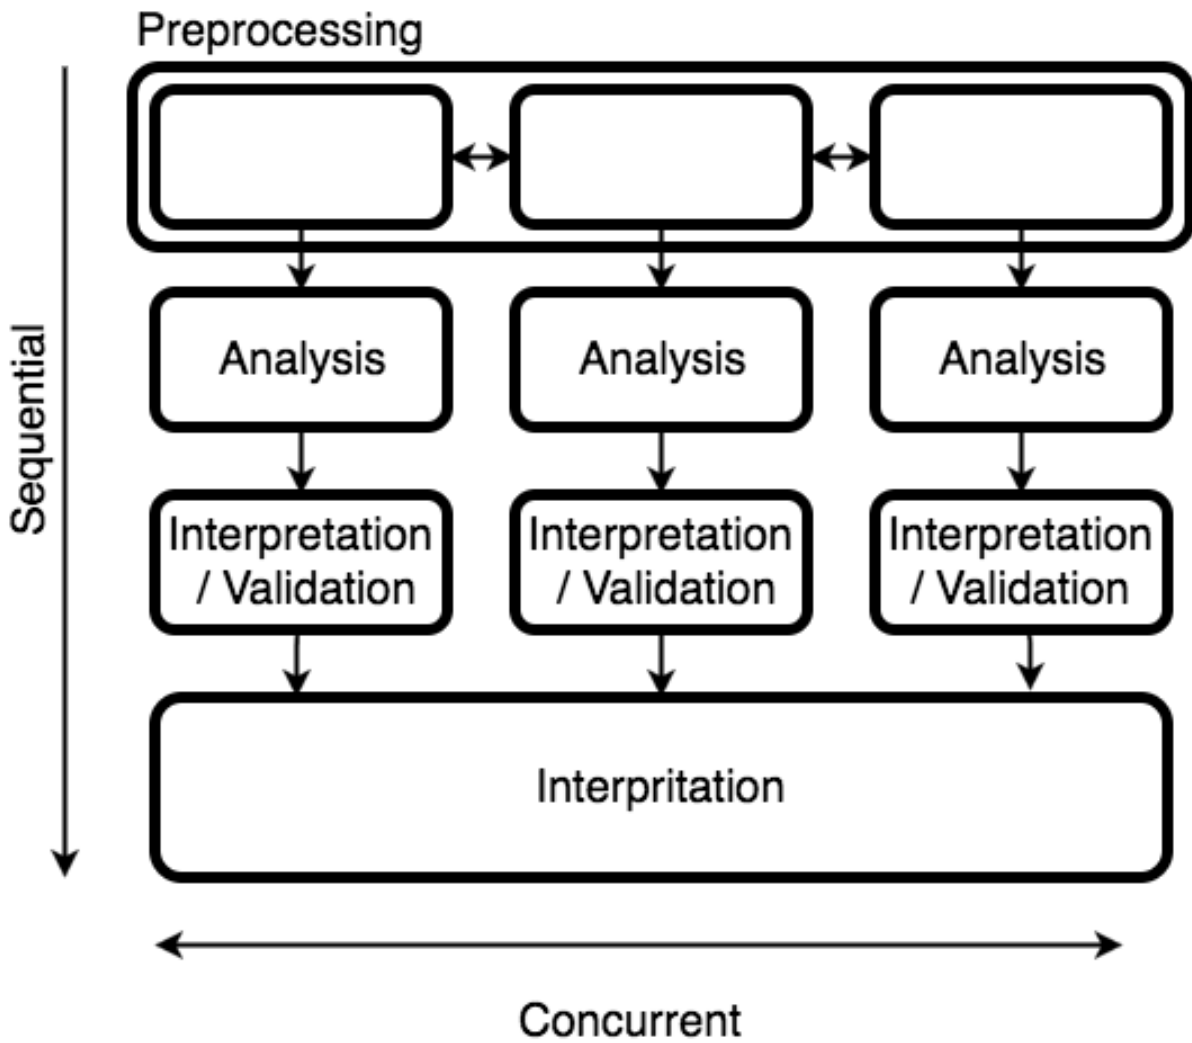 Preprocessing
Sequential
Analysis
Analysis
Analysis
Interpretation
/ Validation
Interpretation
/ Validation
Interpretation
/ Validation
Interpritation
Concurrent